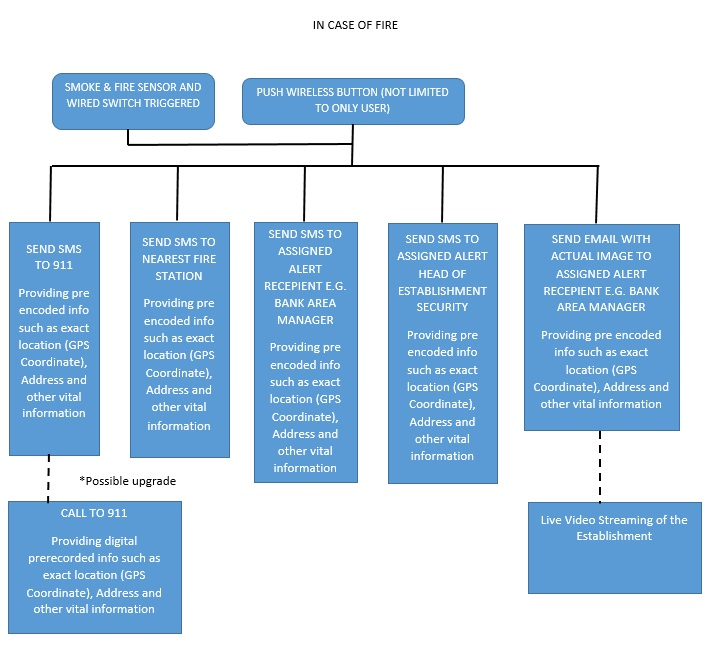 IN CASE OF FIRE
SMOKE & FIRE SENSOR AND
WIRED SWITCH TRIGGERED
PUSH WIRELESS BUTTON (NOT LIMITED
TO ONLY USER)
SEND SMS
TO 911
Providing pre
encoded info
such as exact
location (GPS
Coordinate),
Address and
other vital
information
SEND SMS TO
NEAREST FIRE
STATION
Providing pre
encoded info
such as exact
location (GPS
Coordinate),
Address and
other vital
information
SEND SMS TO
ASSIGNED
ALERT
RECEPIENT E.G.
BANK AREA
MANAGER
Providing pre
encoded info
such as exact
location (GPS
Coordinate),
Address and
other vital
information
SEND SMS TO
ASSIGNED ALERT
HEAD OF
ESTABLISHMENT
SECURITY
Providing pre
encoded info
such as exact
location (GPS
Coordinate),
Address and
other vital
information
SEND EMAIL WITH
ACTUAL IMAGE TO
ASSIGNED ALERT
RECEPIENT E.G. BANK
AREA MANAGER
Providing pre encoded
info such as exact
location (GPS
Coordinate), Address and
other vital information
*Possible upgrade
CALL TO 911
Providing digital
prerecorded info such as
exact location (GPS
Coordinate), Address and
other vital information
Live Video Streaming of the
Establishment